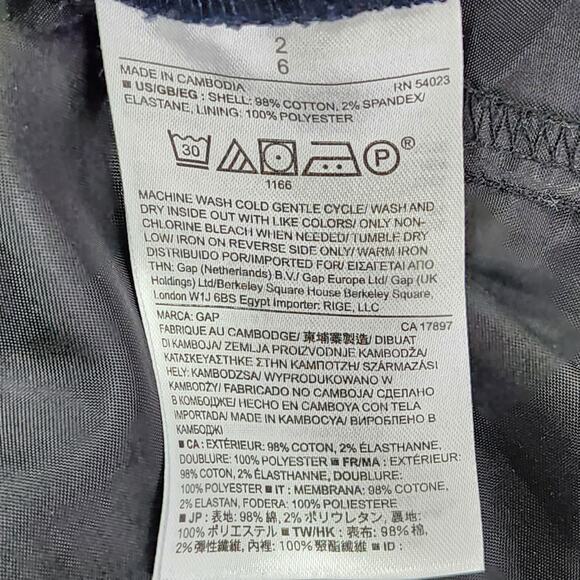 2
6
MADE IN CAMBODIA RN 54023
■ US/GB/EG : SHELL: 98% COTTON, 2% SPANDEX/
ELASTANE, LINING: 100% POLYESTER
30 P ®
1166
MACHINE WASH COLD GENTLE CYCLE/ WASH AND
DRY INSIDE OUT WITH LIKE COLORS/ ONLY NON-
CHLORINE BLEACH WHEN NEEDED/ TUMBLE DRY
LOW/ IRON ON REVERSE SIDE ONLY/ WARM IRON
DISTRIBUIDO POR/IMPORTED FOR/ ΕΙΣΑΓΕΤΑΙ ΑΠΟ
ΤΗΝ: Gap (Netherlands) B.V./ Gap Europe Ltd/ Gap (UK
Holdings) Ltd/Berkeley Square House Berkeley Square,
London W1J 6BS Egypt Importer: RIGE, LLC
MARCA: GAP CA 17897
FABRIQUÉ AU CAMBODGE/ 柬埔寨製造/ DIBUAT
DI KAMBOJA/ ZEMLJA PROIZVODNJE KAMBODŽA/
ΚΑΤΑΣΚΕΥΑΣΤΗΚΕ ΣΤΗΝ ΚΑΜΠΟΤΖΗ/ SZÁRMAZÁSI
HELY: KAMBODZSA/ WYPRODUKOWANO W
KAMBODŻY/ FABRICADO NO CAMBOJA/ СДЕЛАНО
В КОМБОДЖЕ/ HECHO EN CAMBOYA CON TELA
IMPORTADA/ MADE IN KAMBOÇYA/ ВИРОБЛЕНО В
КАМБОДЖІ
■ CA : EXTÉRIEUR: 98% COTON, 2% ÉLASTHANNE,
DOUBLURE: 100% POLYESTER ■ FR/MA : EXTÉRIEUR:
98% COTON, 2% ÉLASTHANNE, DOUBLURE:
100% POLYESTER ■ IT : MEMBRANA: 98% COTONE,
2% ELASTAN, FODERA: 100% POLIESTERE
■ JP : 表地: 98% 綿, 2% ポリウレタン, 裏地:
100% ポリエステル ■ TW/HK : 表布: 98% 棉,
2% 彈性纖維, 內裡: 100% 聚酯纖維 ■ ID :